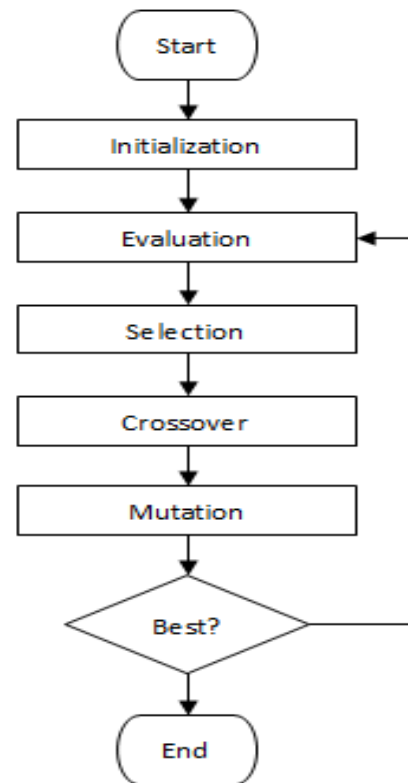 Start
Initialization
Evaluation
Selection
Crossover
Mutation
Best?
End